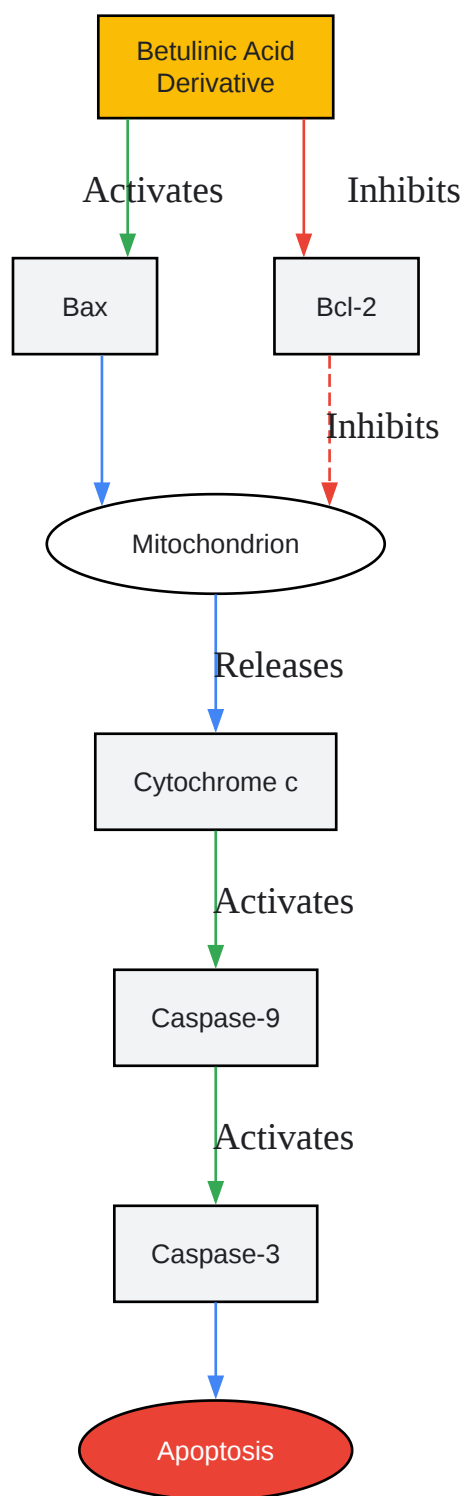 Betulinic Acid
Derivative
Activates
Inhibits
Bax
Bcl-2
Inhibits
Mitochondrion
Releases
Cytochrome c
Activates
Caspase-9
Activates
Caspase-3
Apoptosis